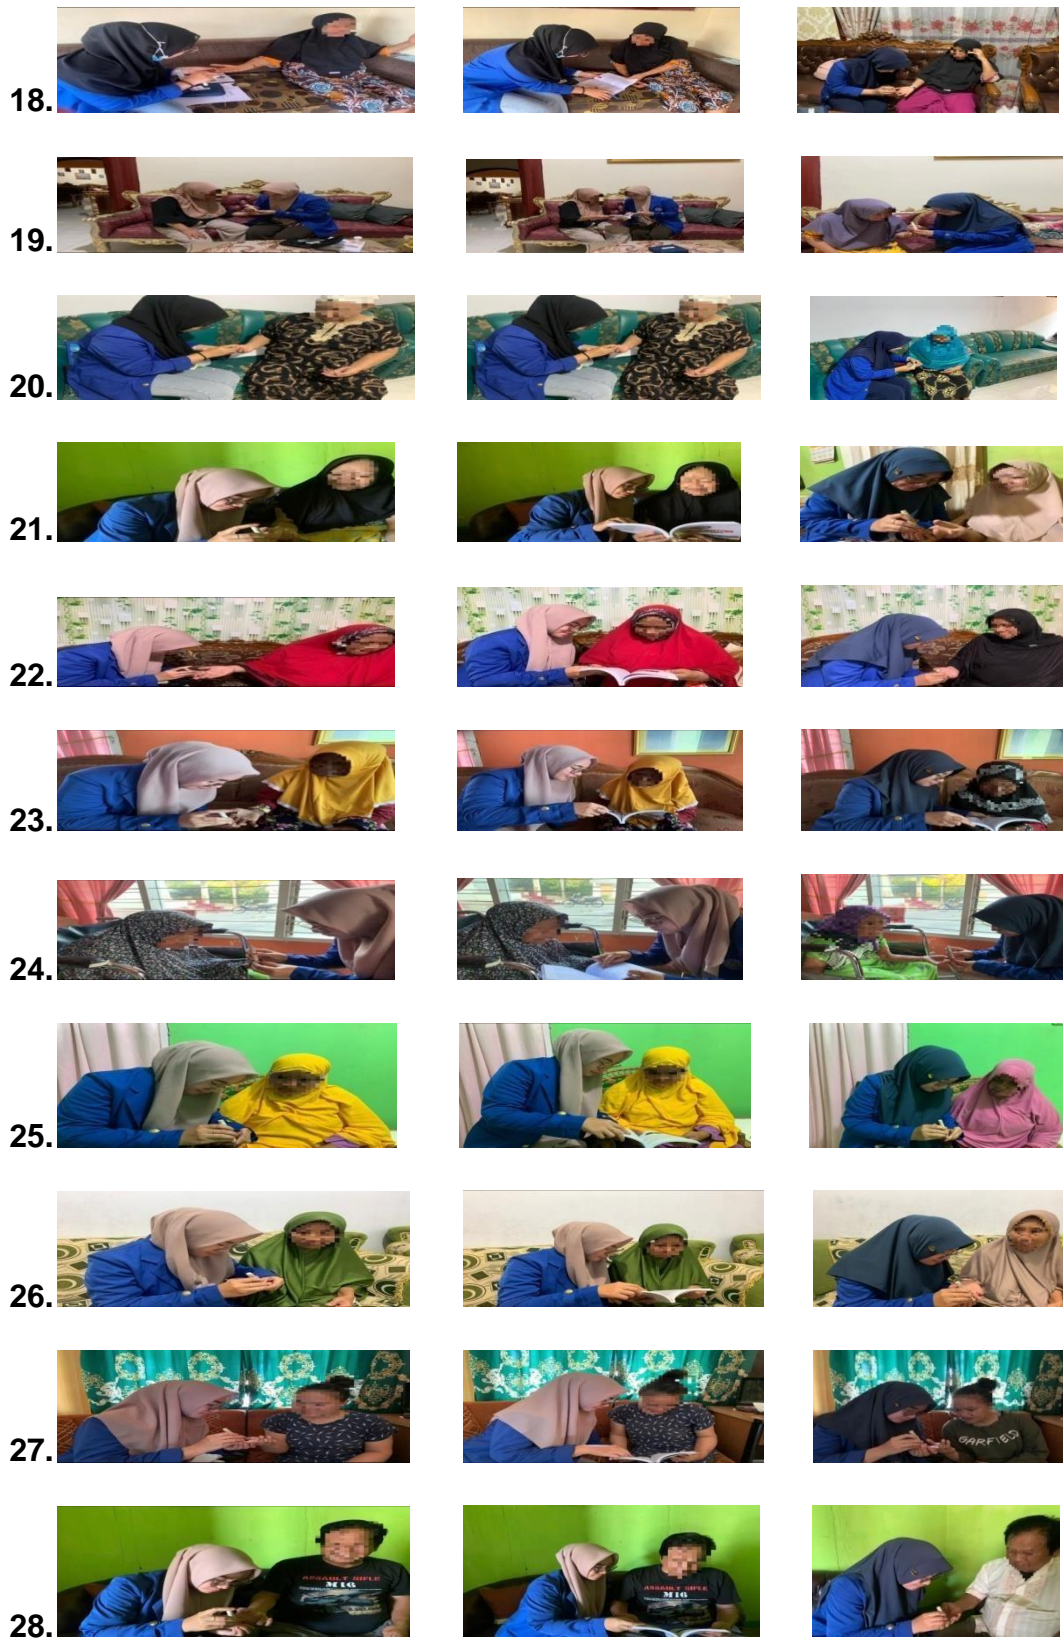 18.
19.
20.
21.
22.
23.
24.
25.
26.
27.
GARFIELD
28.
ASSAULT RIFLE
M16
ASSAULT RIFLE
M16